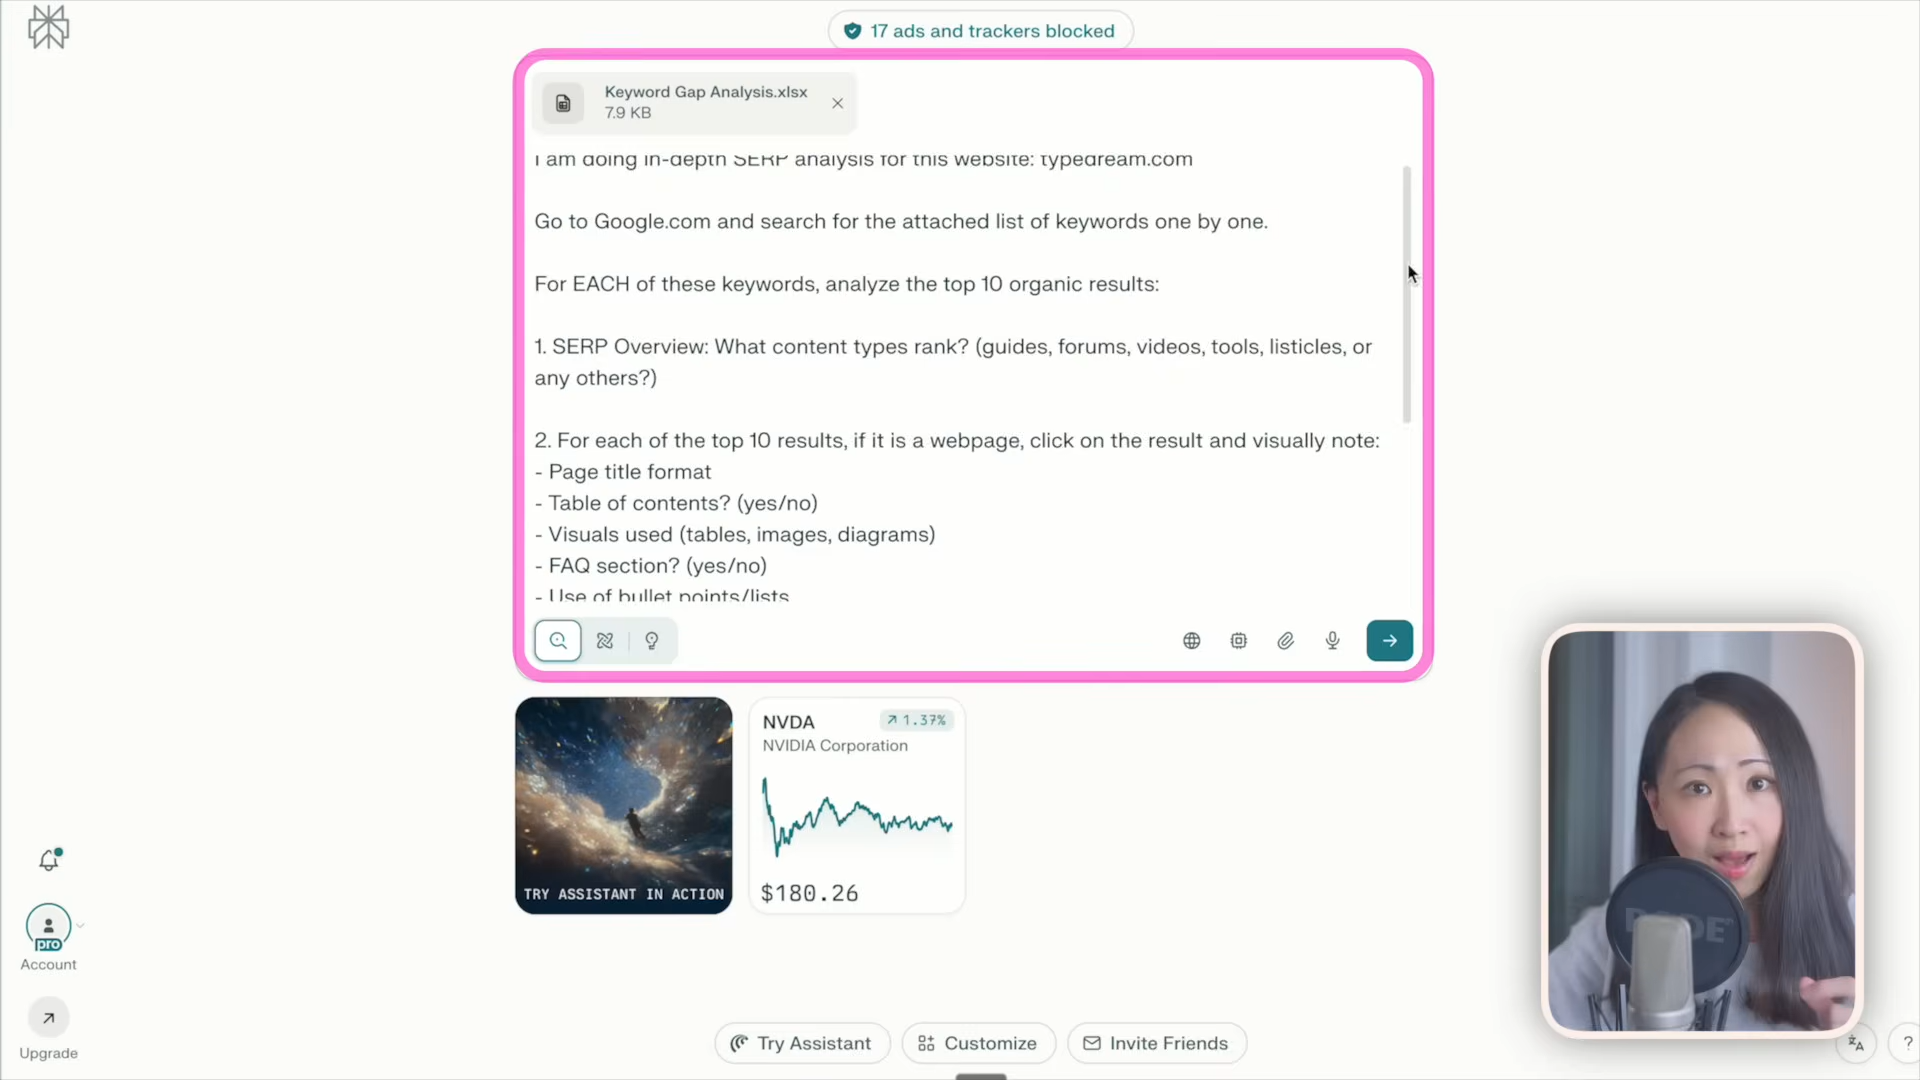 17 ads and trackers blocked
Keyword Gap Analysis.xlsx
7.9 KB
I am doing in-depth SERP analysis for this website: typedream.com
Go to Google.com and search for the attached list of keywords one by one.
For EACH of these keywords, analyze the top 10 organic results:
1. SERP Overview: What content types rank? (guides, forums, videos, tools, listicles, or
any others?)
2. For each of the top 10 results, if it is a webpage, click on the result and visually note:
- Page title format
- Table of contents? (yes/no)
- Visuals used (tables, images, diagrams)
- FAQ section? (yes/no)
- Use of bullet points/lists
TRY ASSISTANT IN ACTION
NVDA
1.37%
NVIDIA Corporation
$180.26
pro
Account
Upgrade
Try Assistant
Customize
Invite Friends
RODE
?